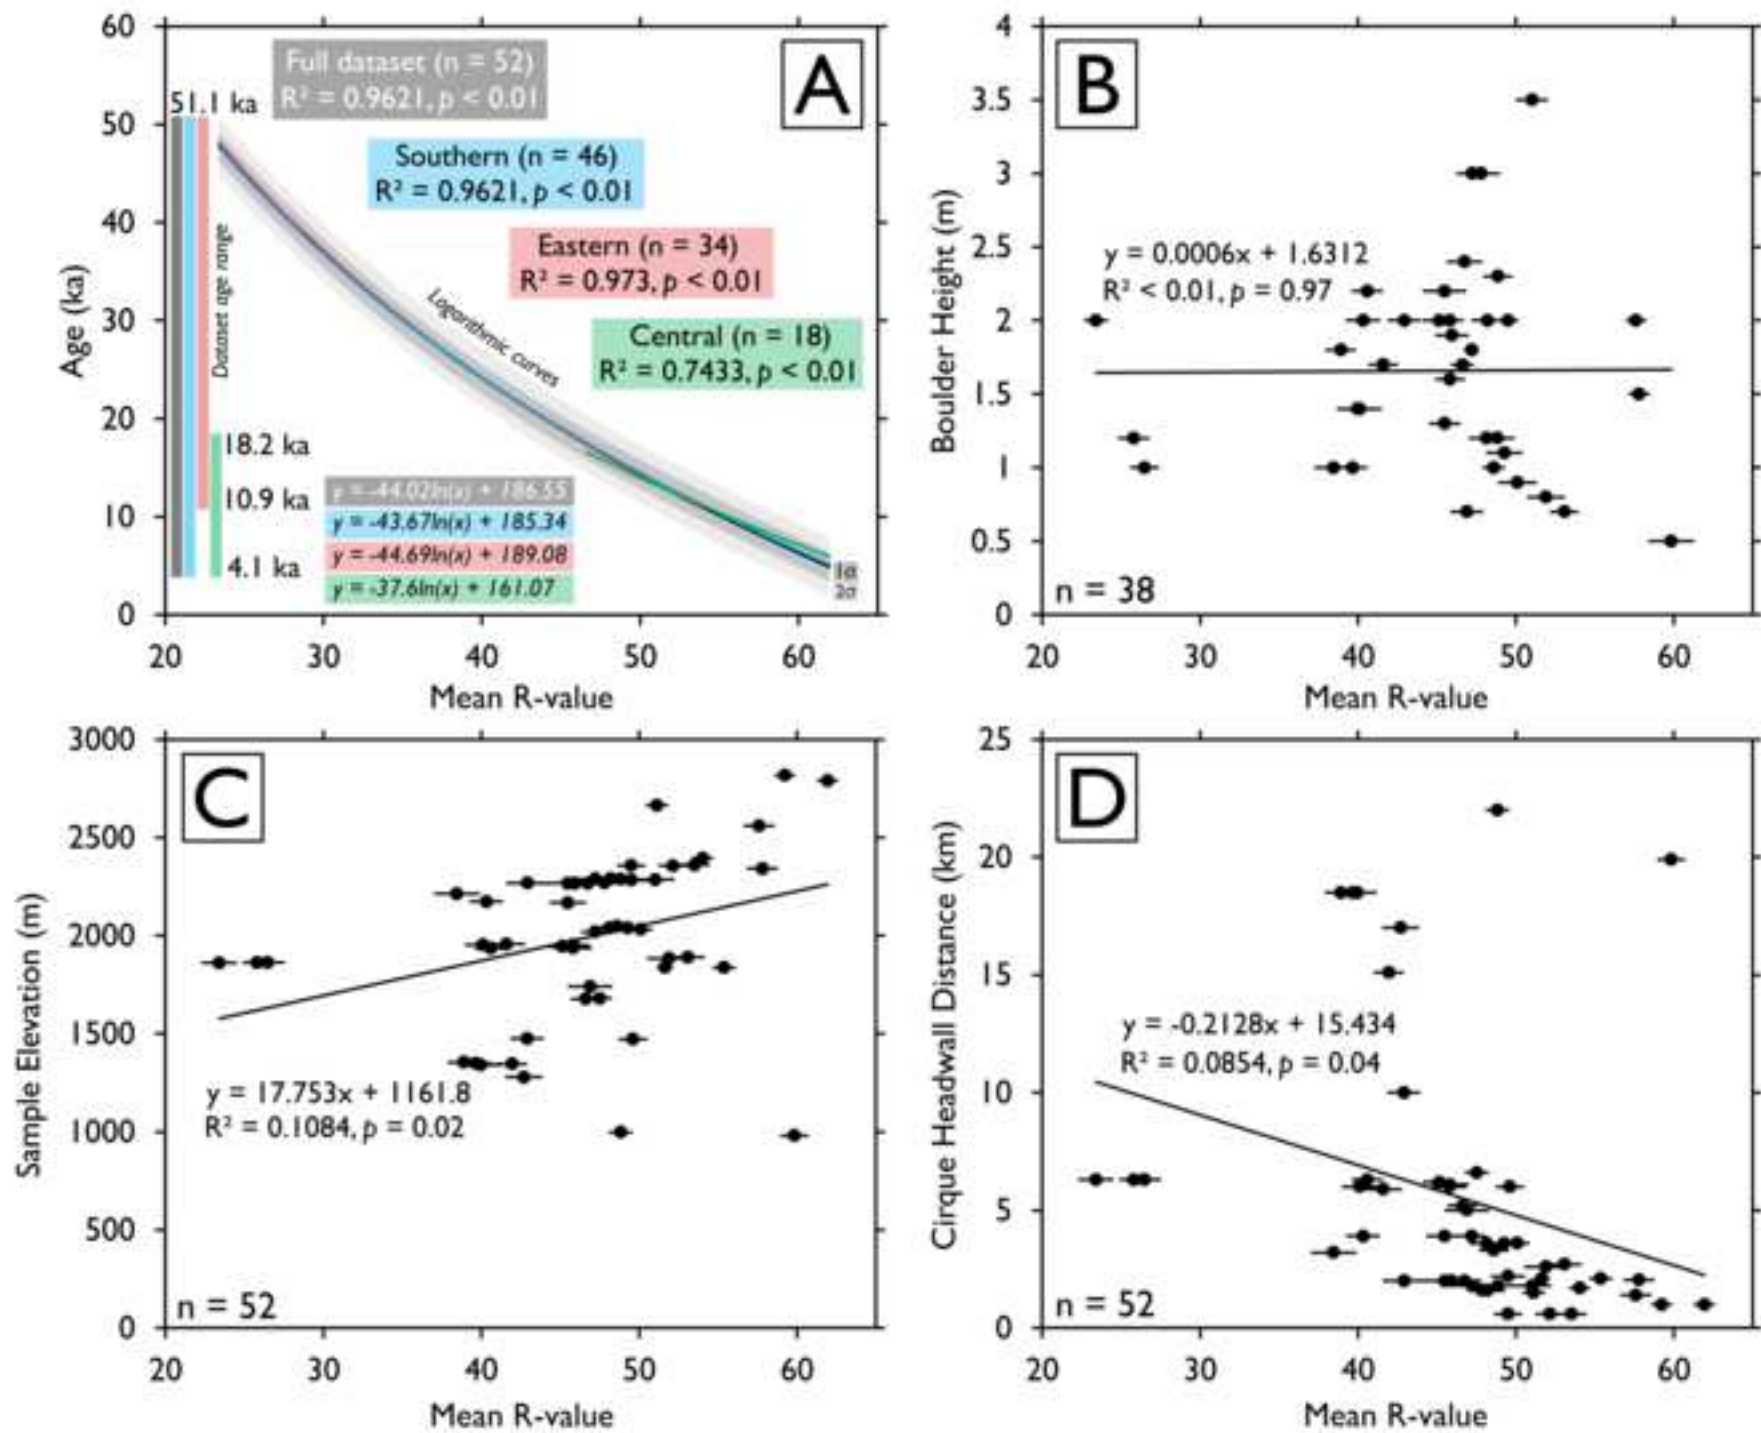 A
Full dataset (n = 52)
R² = 0.9621, p < 0.01
Southern (n = 46)
R² = 0.9621, p < 0.01
Eastern (n = 34)
R² = 0.973, p < 0.01
Central (n = 18)
R² = 0.7433, p < 0.01
51.1 ka
Dataset age range
Logarithmic curves
18.2 ka
10.9 ka
4.1 ka
y = -44.02ln(x) + 186.55
y = -43.67ln(x) + 185.34
y = -44.69ln(x) + 189.08
y = -37.6ln(x) + 161.07
1σ
2σ
60
50
40
30
20
10
0
Age (ka)
20 30 40 50 60
Mean R-value
B
y = 0.0006x + 1.6312
R² < 0.01, p = 0.97
n = 38
4
3.5
3
2.5
2
1.5
1
0.5
0
Boulder Height (m)
20 30 40 50 60
Mean R-value
C
y = 17.753x + 1161.8
R² = 0.1084, p = 0.02
n = 52
3000
2500
2000
1500
1000
500
0
Sample Elevation (m)
20 30 40 50 60
Mean R-value
D
y = -0.2128x + 15.434
R² = 0.0854, p = 0.04
n = 52
25
20
15
10
5
0
Cirque Headwall Distance (km)
20 30 40 50 60
Mean R-value